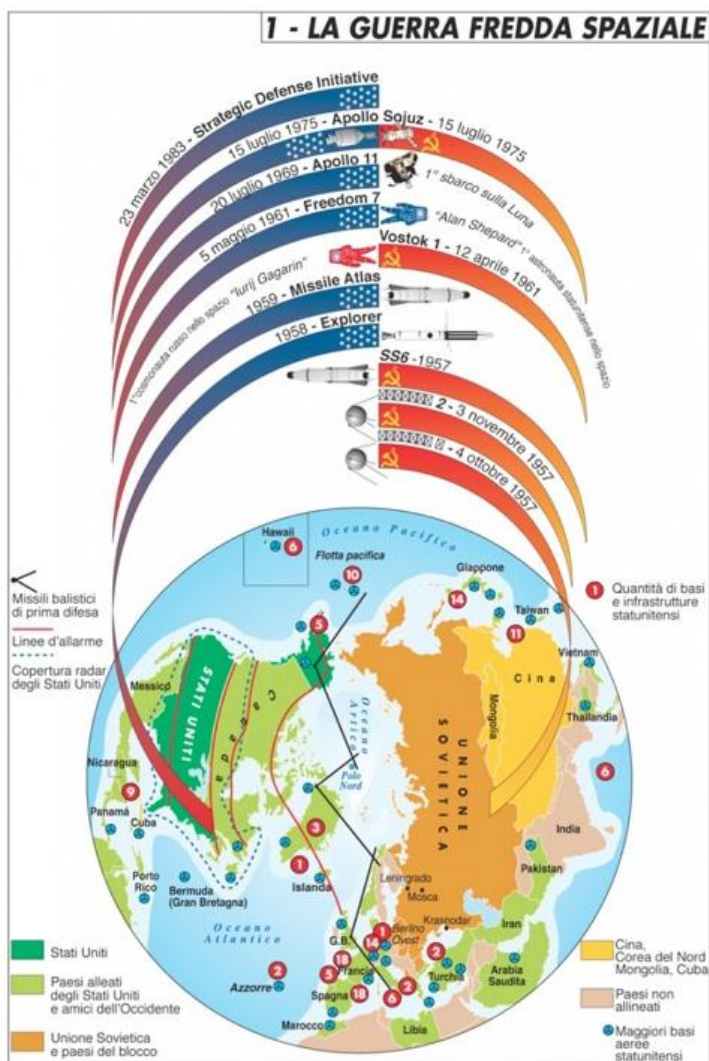 1 - LA GUERRA FREDDA SPAZIALE
23 marzo 1983 - Strategic Defense Initiative
15 luglio 1975 - Apollo Sojuz - 15 luglio 1975
20 luglio 1969 - Apollo 11
1° sbarco sulla Luna
5 maggio 1961 - Freedom 7
"Alan Shepard" 1° astronauta statunitense nello spazio
Vostok 1 - 12 aprile 1961
1° cosmonauta russo nello spazio "Iurij Gagarin"
1959 - Missile Atlas
1958 - Explorer
SS6 - 1957
2 - 3 novembre 1957
- 4 ottobre 1957
Missili balistici
di prima difesa
Linee d'allarme
Copertura radar
degli Stati Uniti
1
Quantità di basi
e infrastrutture
statunitensi
Oceano Pacifico
Hawaii
6
Flotta pacifica
10
5
Giappone
14
Taiwan
11
Vietnam
Thailandia
6
Cina
Mongolia
UNIONE
SOVIETICA
India
Pakistan
Iran
Arabia
Saudita
Messico
STATI UNITI
Canada
Oceano
Artico
Polo
Nord
Nicaragua
9
Panamá
Cuba
Porto
Rico
Bermuda
(Gran Bretagna)
3
1
Islanda
Leningrado
Mosca
Krasnodar
Oceano
Atlantico
G.B.
1
Berlino
Ovest
14
18
5
Francia
2
Turchia
2
Azzorre
Spagna
18
6
2
Marocco
Libia
Stati Uniti
Paesi alleati
degli Stati Uniti
e amici dell'Occidente
Unione Sovietica
e paesi del blocco
Cina,
Corea del Nord
Mongolia, Cuba
Paesi non
allineati
Maggiori basi
aeree
statunitensi